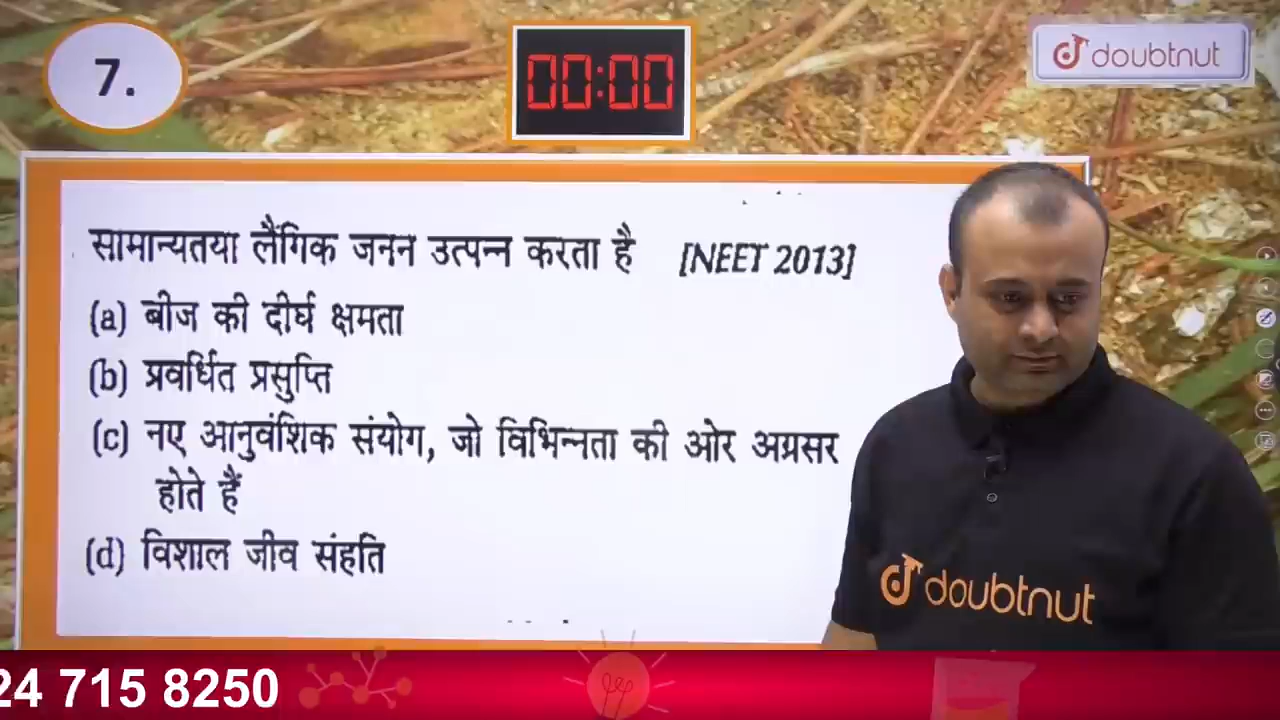 7.
00:00
doubtnut
सामान्यतया लैंगिक जनन उत्पन्न करता है [NEET 2013]
(a) बीज की दीर्घ क्षमता
(b) प्रवर्धित प्रसुप्ति
(c) नए आनुवंशिक संयोग, जो विभिन्नता की ओर अग्रसर
होते हैं
(d) विशाल जीव संहति
doubtnut
24 715 8250